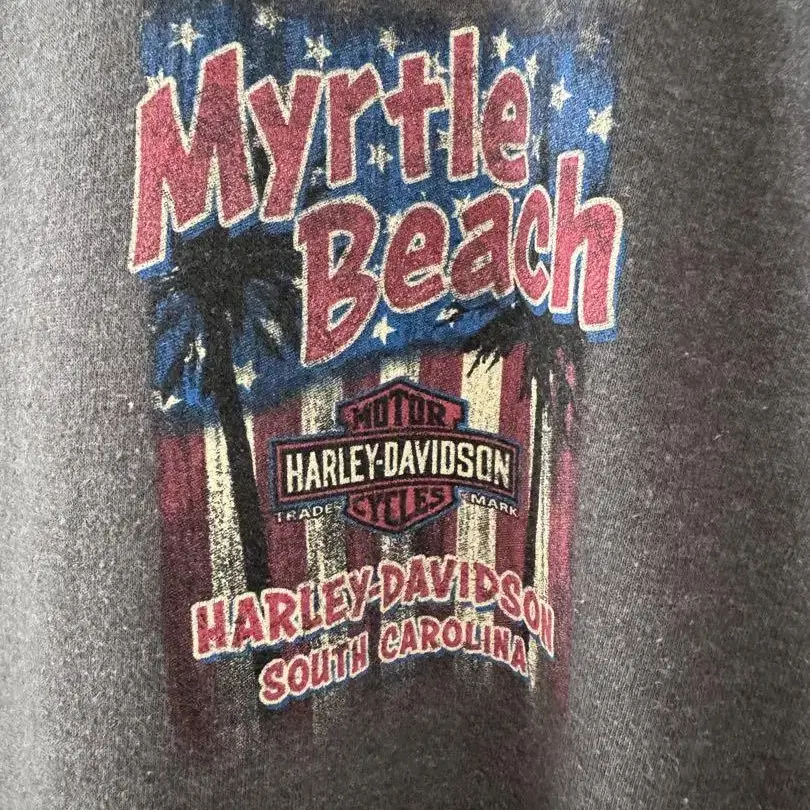 Myrtle
Beach
MOTOR
HARLEY-DAVIDSON
CYCLES
TRADE MARK
HARLEY-DAVIDSON
SOUTH CAROLINA